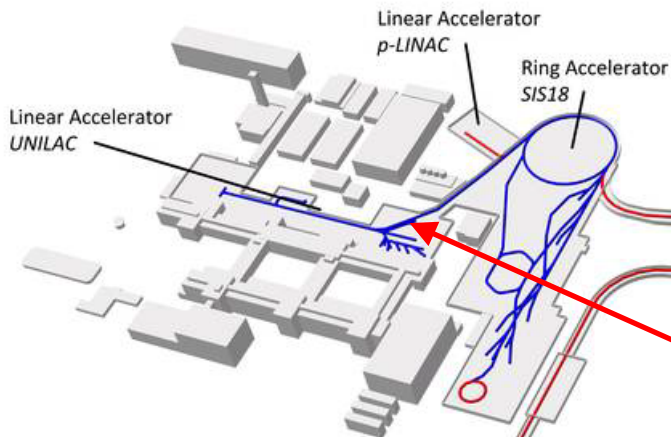 Linear Accelerator
p-LINAC
Ring Accelerator
SIS18
Linear Accelerator
UNILAC